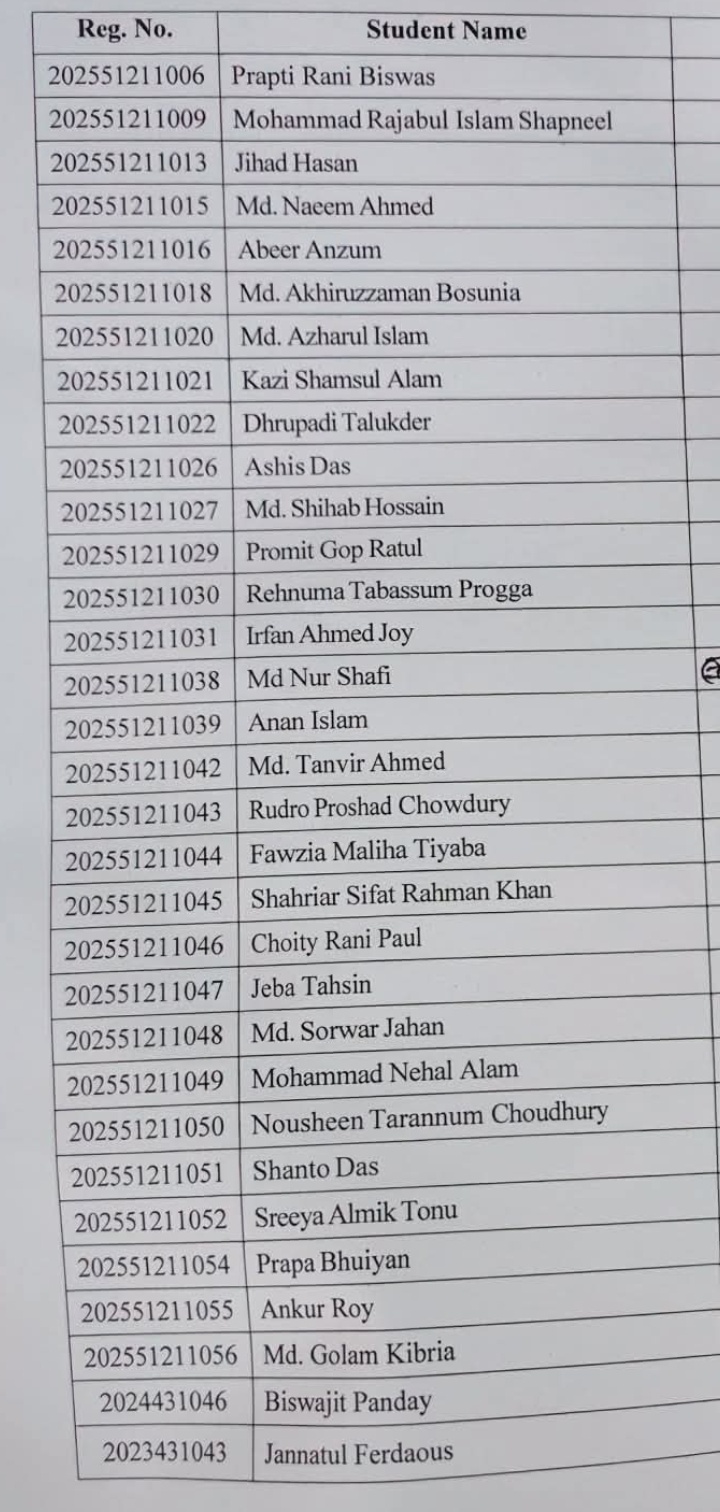 Reg. No. Student Name
202551211006 Prapti Rani Biswas
202551211009 Mohammad Rajabul Islam Shapneel
202551211013 Jihad Hasan
202551211015 Md. Naeem Ahmed
202551211016 Abeer Anzum
202551211018 Md. Akhiruzzaman Bosunia
202551211020 Md. Azharul Islam
202551211021 Kazi Shamsul Alam
202551211022 Dhrupadi Talukder
202551211026 Ashis Das
202551211027 Md. Shihab Hossain
202551211029 Promit Gop Ratul
202551211030 Rehnuma Tabassum Progga
202551211031 Irfan Ahmed Joy
202551211038 Md Nur Shafi
202551211039 Anan Islam
202551211042 Md. Tanvir Ahmed
202551211043 Rudro Proshad Chowdury
202551211044 Fawzia Maliha Tiyaba
202551211045 Shahriar Sifat Rahman Khan
202551211046 Choity Rani Paul
202551211047 Jeba Tahsin
202551211048 Md. Sorwar Jahan
202551211049 Mohammad Nehal Alam
202551211050 Nousheen Tarannum Choudhury
202551211051 Shanto Das
202551211052 Sreeya Almik Tonu
202551211054 Prapa Bhuiyan
202551211055 Ankur Roy
202551211056 Md. Golam Kibria
2024431046 Biswajit Panday
2023431043 Jannatul Ferdaous